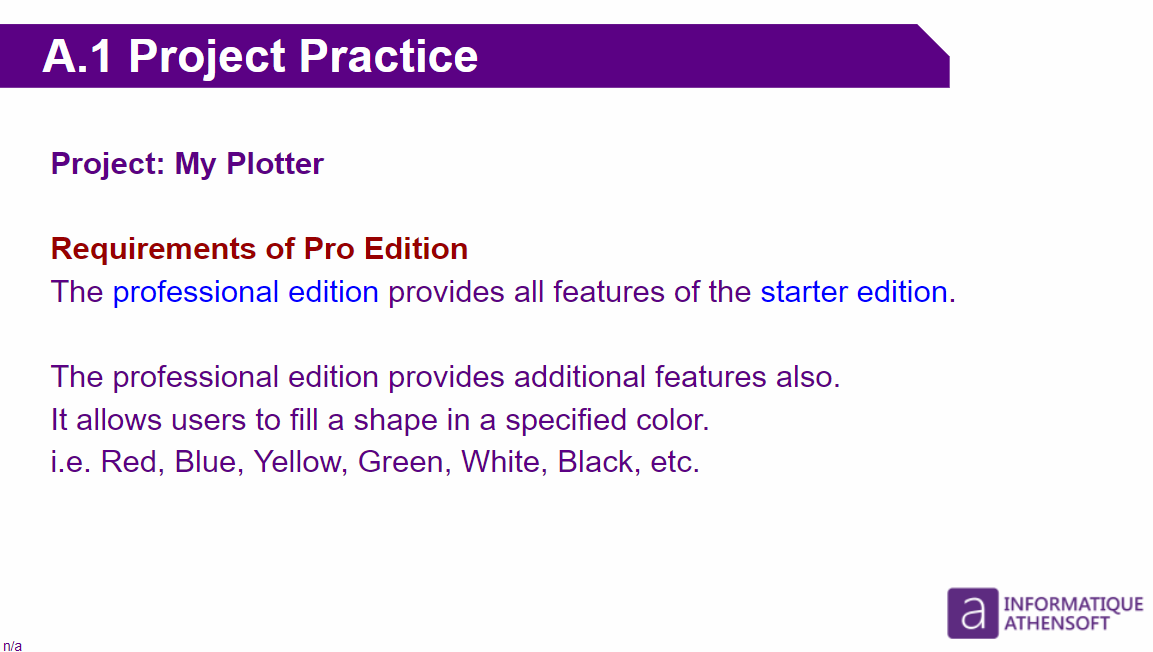 A.1 Project Practice
Project: My Plotter
Requirements of Pro Edition
The professional edition provides all features of the starter edition.
The professional edition provides additional features also.
It allows users to fill a shape in a specified color.
i.e. Red, Blue, Yellow, Green, White, Black, etc.
a
INFORMATIQUE
ATHENSOFT
n/a